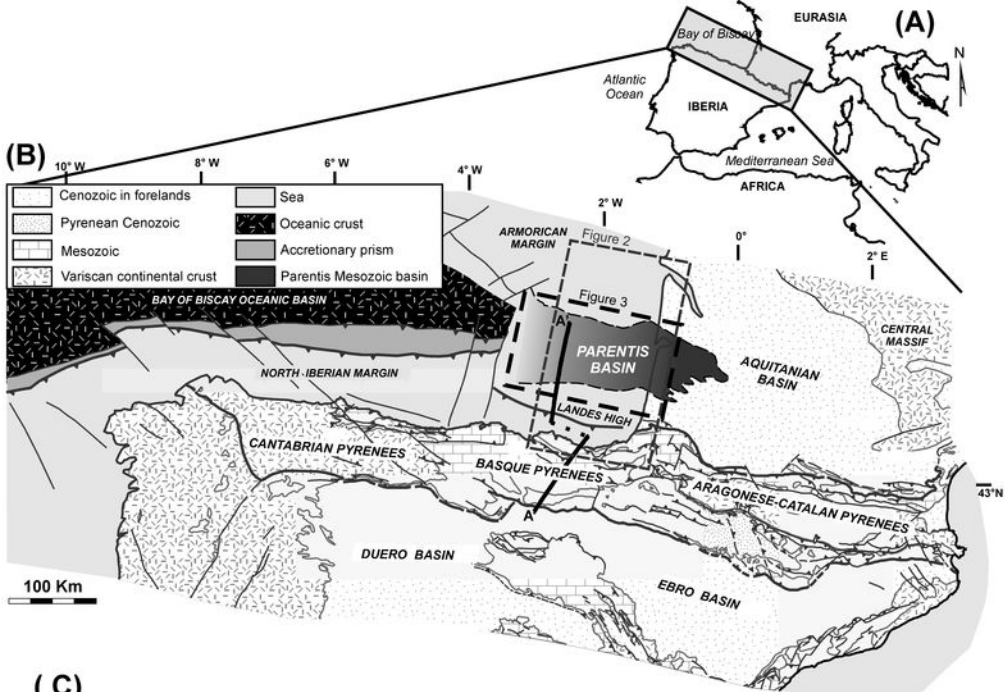 EURASIA
(A)
Bay of Biscay
N
Atlantic
Ocean
IBERIA
Mediterranean Sea
AFRICA
(B)
10° W
8° W
6° W
4° W
2° W
0°
2° E
43°N
Cenozoic in forelands
Pyrenean Cenozoic
Mesozoic
Variscan continental crust
Sea
Oceanic crust
Accretionary prism
Parentis Mesozoic basin
ARMORICAN
MARGIN
Figure 2
Figure 3
BAY OF BISCAY OCEANIC BASIN
A'
PARENTIS
BASIN
CENTRAL
MASSIF
AQUITANIAN
BASIN
NORTH-IBERIAN MARGIN
LANDES HIGH
CANTABRIAN PYRENEES
BASQUE PYRENEES
ARAGONESE-CATALAN PYRENEES
A
DUERO BASIN
EBRO BASIN
100 Km
(C)